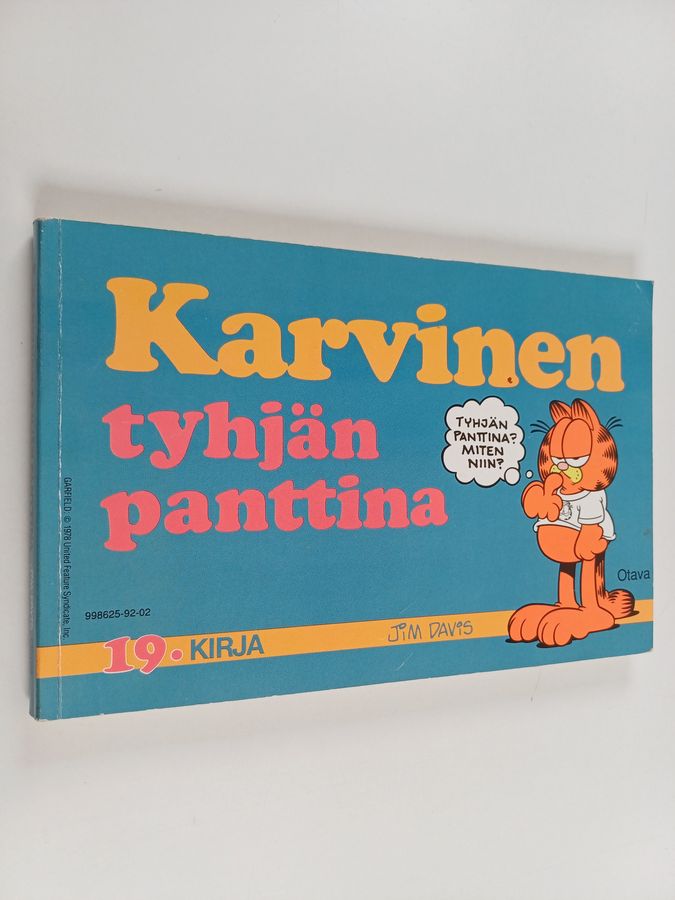 Karvinen
tyhjän
panttina
TYHJÄN
PANTTINA?
MITEN
NIIN?
Otava
GARFIELD: © 1978 United Feature Syndicate, Inc.
998625-92-02
19. KIRJA
JIM DAVIS